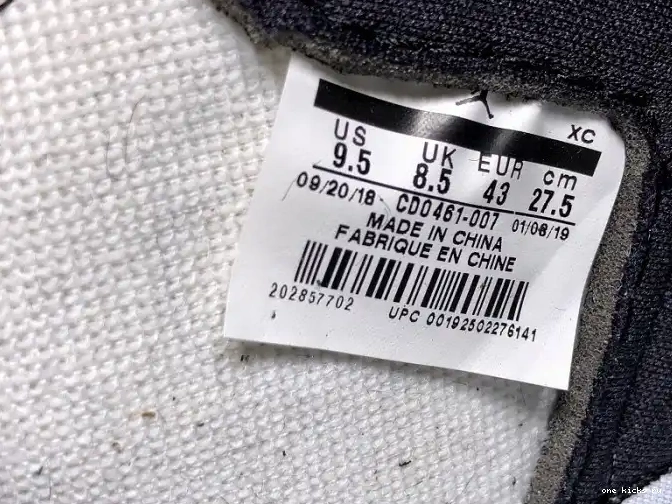 XC
US UK EUR cm
9.5 8.5 43 27.5
09/20/18 CD0461-007 01/08/19
MADE IN CHINA
FABRIQUE EN CHINE
202857702 UPC 00192502276141
one kicks